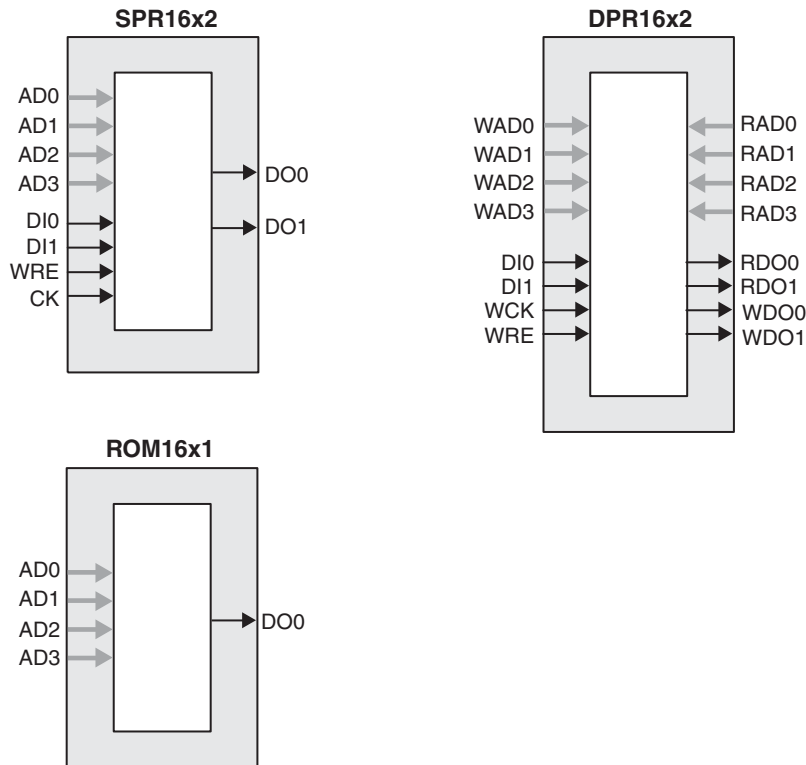 SPR16x2
AD0
AD1
AD2
AD3
DI0
DI1
WRE
CK
DO0
DO1
DPR16x2
WAD0
WAD1
WAD2
WAD3
DI0
DI1
WCK
WRE
RAD0
RAD1
RAD2
RAD3
RDO0
RDO1
WDO0
WDO1
ROM16x1
AD0
AD1
AD2
AD3
DO0